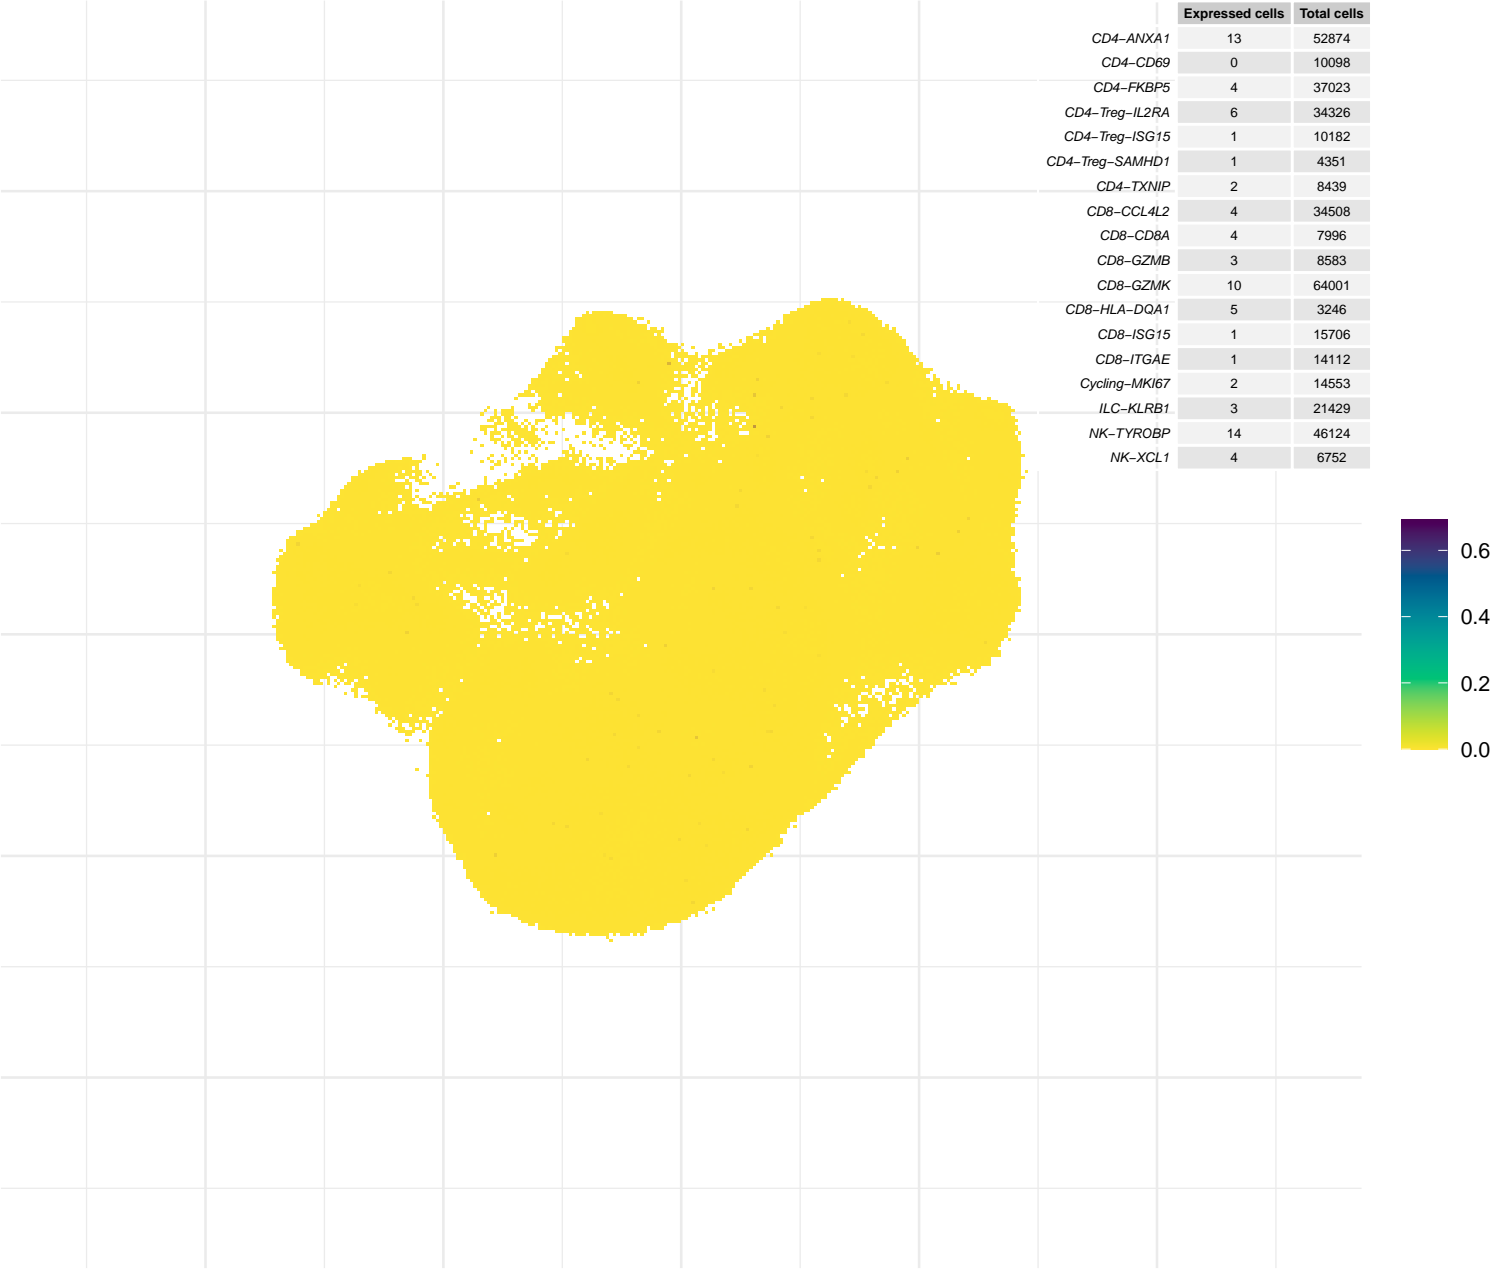 Expressed cells Total cells
CD4−ANXA1 13 52874
CD4−CD69 0 10098
CD4−FKBP5 4 37023
CD4−Treg−IL2RA 6 34326
CD4−Treg−ISG15 1 10182
CD4−Treg−SAMHD1 1 4351
CD4−TXNIP 2 8439
CD8−CCL4L2 4 34508
CD8−CD8A 4 7996
CD8−GZMB 3 8583
CD8−GZMK 10 64001
CD8−HLA−DQA1 5 3246
CD8−ISG15 1 15706
CD8−ITGAE 1 14112
Cycling−MKI67 2 14553
ILC−KLRB1 3 21429
NK−TYROBP 14 46124
NK−XCL1 4 6752
0.6
0.4
0.2
0.0